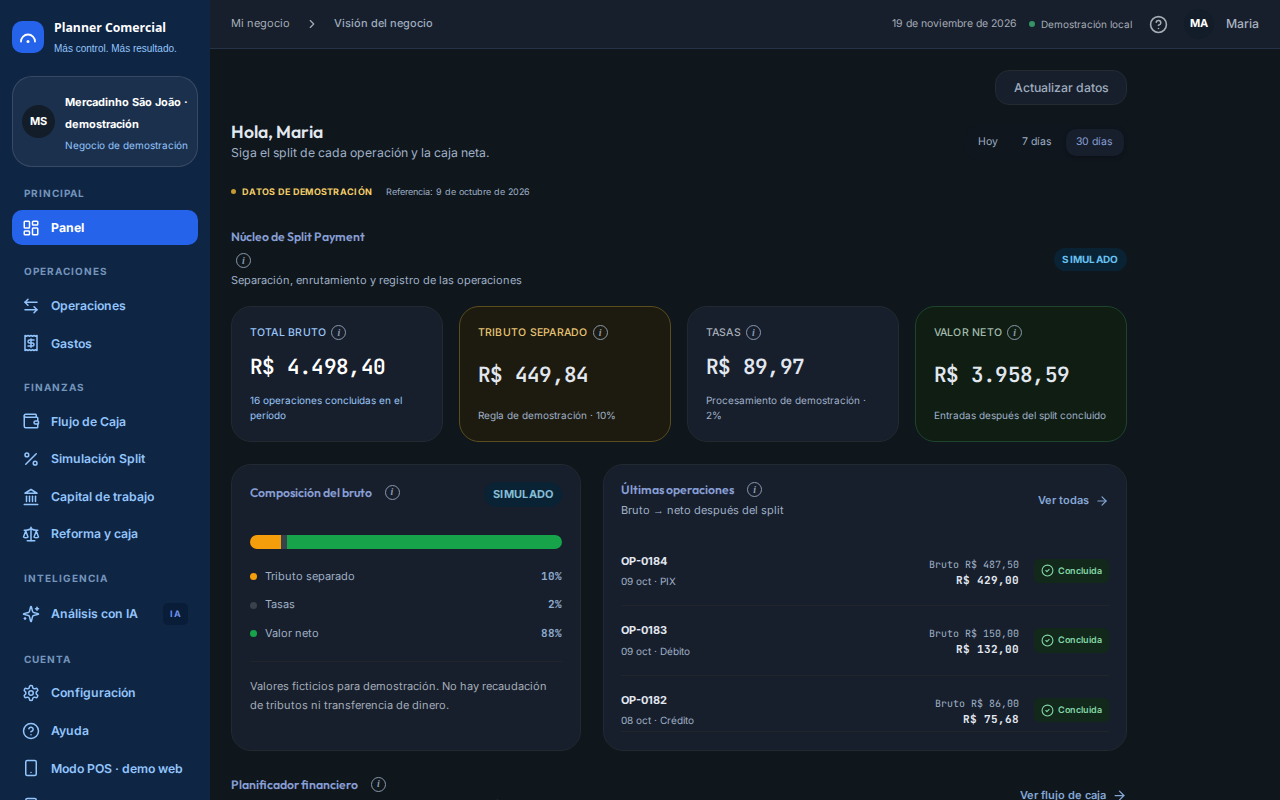 Planner Comercial
Más control. Más resultado.
MS
Mercadinho São João ·
demostración
Negocio de demostración
PRINCIPAL
Panel
OPERACIONES
Operaciones
Gastos
FINANZAS
Flujo de Caja
Simulación Split
Capital de trabajo
Reforma y caja
INTELIGENCIA
Análisis con IA
IA
CUENTA
Configuración
Ayuda
Modo POS · demo web
Mi negocio
Visión del negocio
19 de noviembre de 2026
Demostración local
MA
Maria
Actualizar datos
Hola, Maria
Siga el split de cada operación y la caja neta.
Hoy
7 días
30 días
DATOS DE DEMOSTRACIÓN
Referencia: 9 de octubre de 2026
Núcleo de Split Payment
Separación, enrutamiento y registro de las operaciones
SIMULADO
TOTAL BRUTO
R$ 4.498,40
16 operaciones concluidas en el
período
TRIBUTO SEPARADO
R$ 449,84
Regla de demostración · 10%
TASAS
R$ 89,97
Procesamiento de demostración ·
2%
VALOR NETO
R$ 3.958,59
Entradas después del split concluido
Composición del bruto
SIMULADO
Tributo separado
10%
Tasas
2%
Valor neto
88%
Valores ficticios para demostración. No hay recaudación
de tributos ni transferencia de dinero.
Últimas operaciones
Bruto → neto después del split
Ver todas →
OP-0184
09 oct · PIX
Bruto R$ 487,50
R$ 429,00
Concluida
OP-0183
09 oct · Débito
Bruto R$ 150,00
R$ 132,00
Concluida
OP-0182
08 oct · Crédito
Bruto R$ 86,00
R$ 75,68
Concluida
Planificador financiero
Ver flujo de caja →